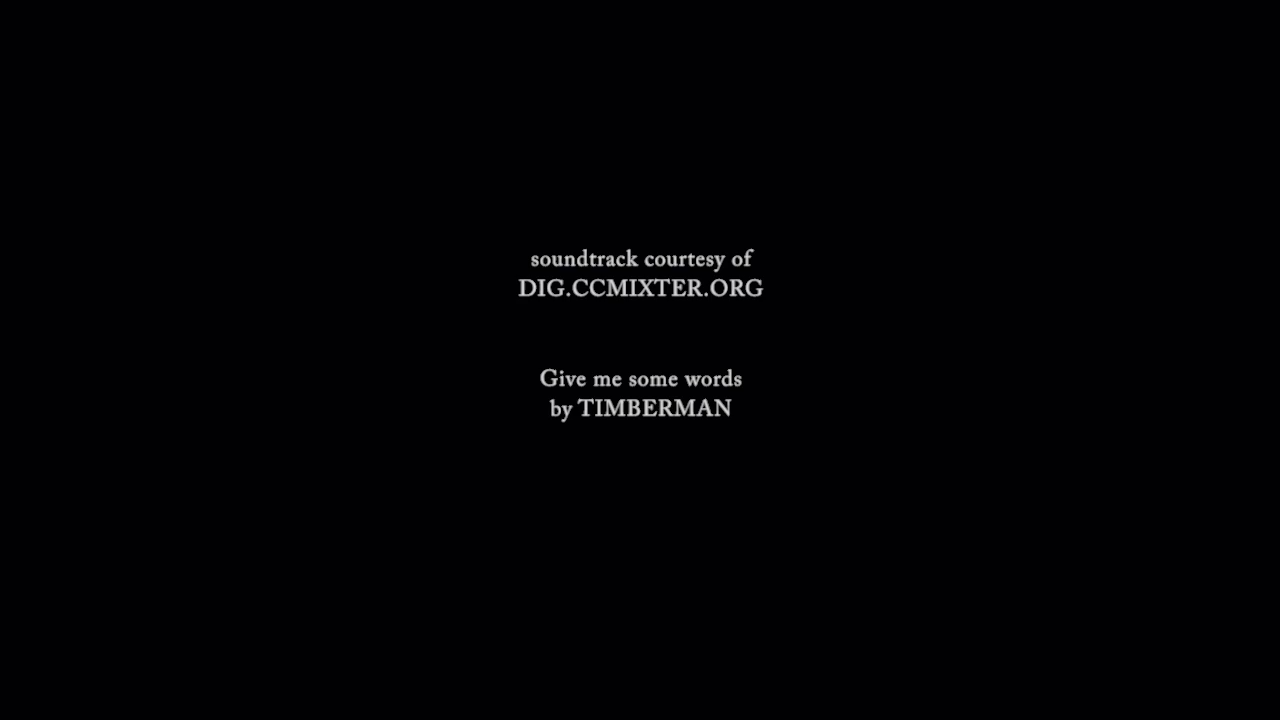 soundtrack courtesy of
DIG.CCMIXTER.ORG
Give me some words
by TIMBERMAN